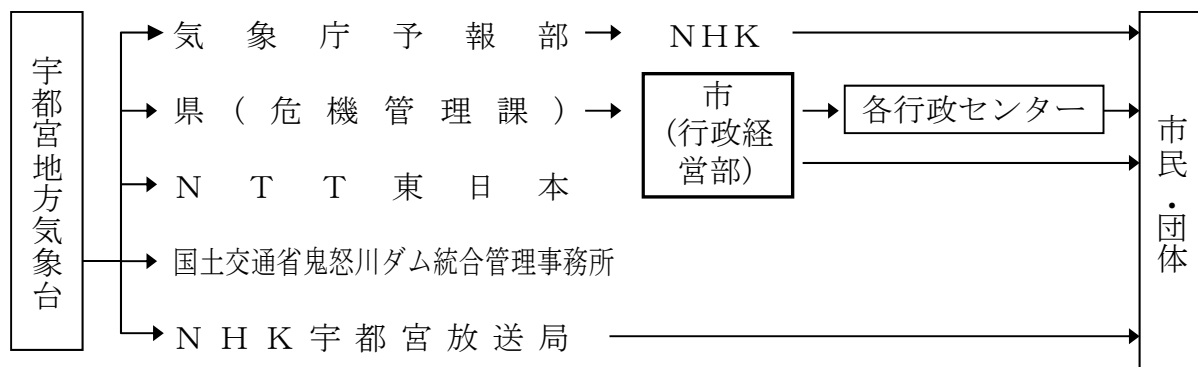 宇都宮地方気象台
気象庁予報部
NHK
県（危機管理課）
市
（行政経
営部）
各行政センター
NTT東日本
国土交通省鬼怒川ダム統合管理事務所
NHK宇都宮放送局
市民・団体